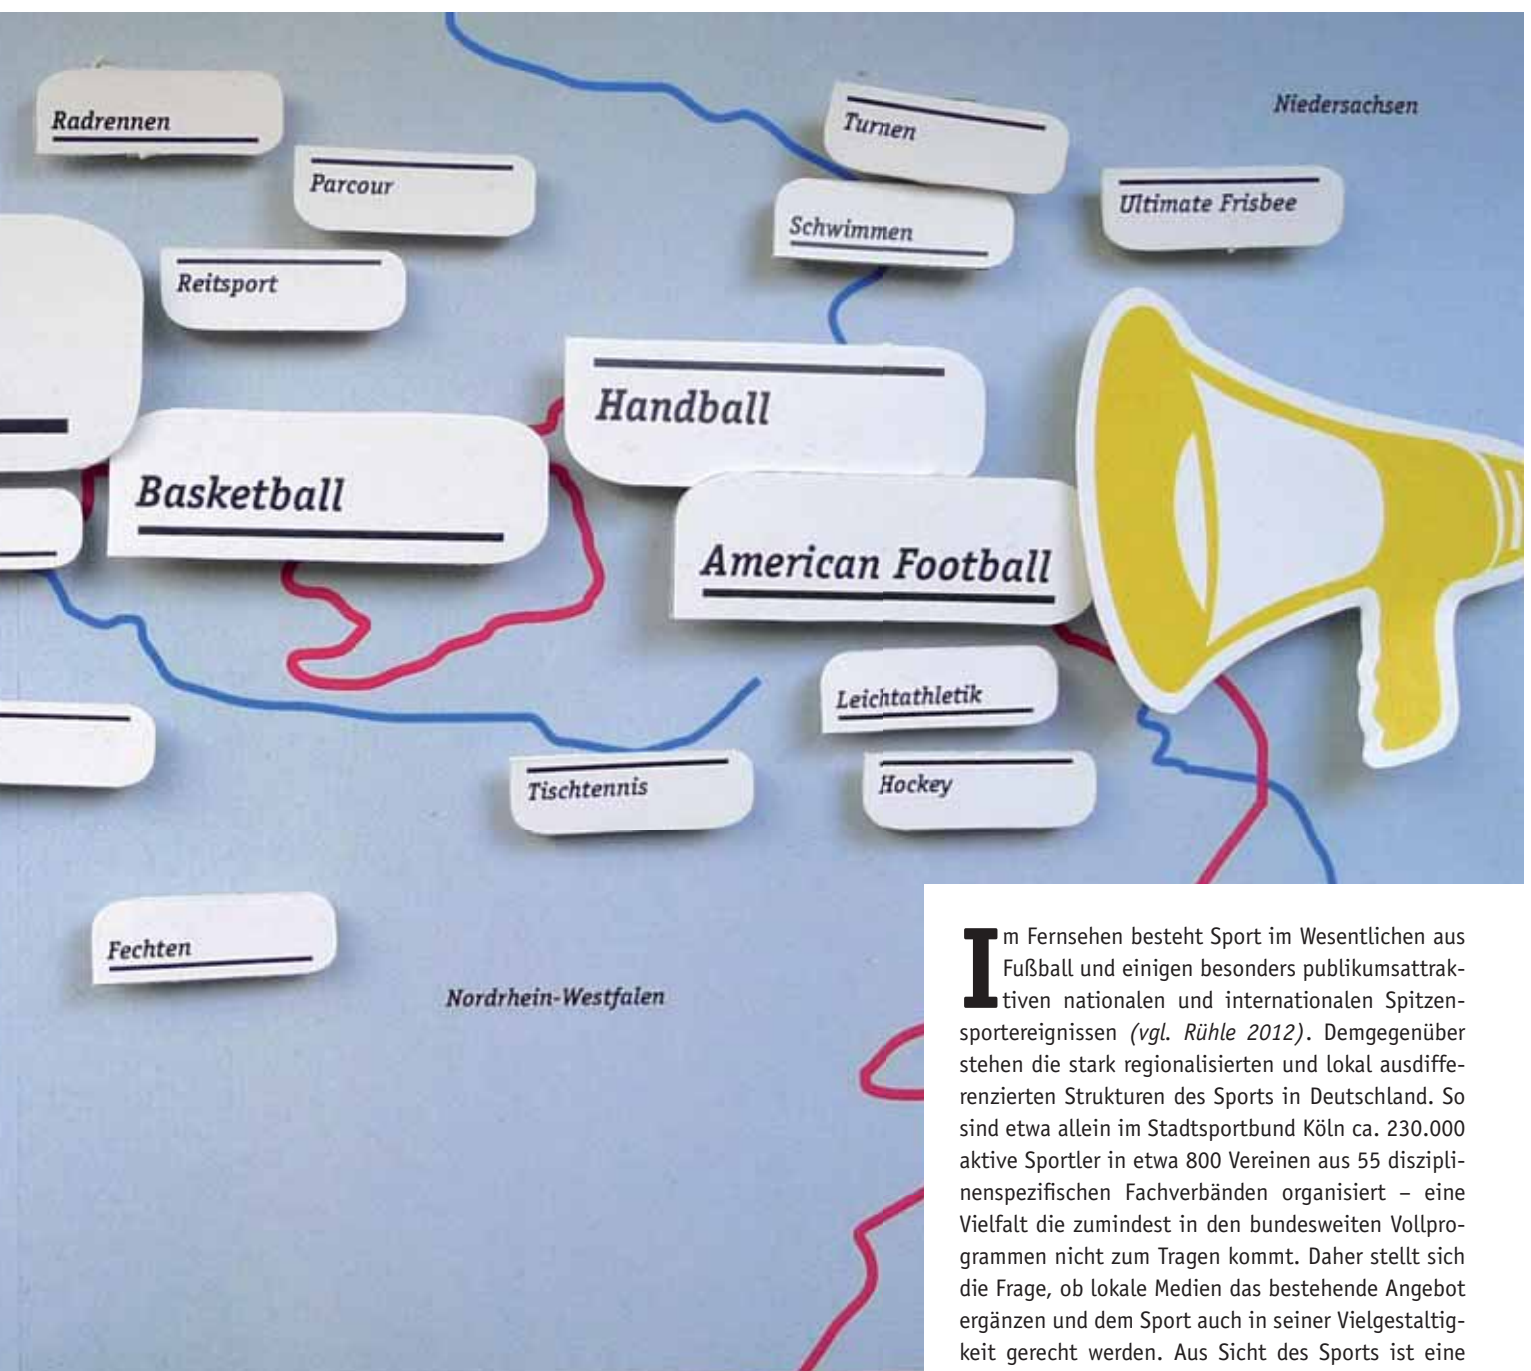 Radrennen
Turnen
Niedersachsen
Parcour
Ultimate Frisbee
Schwimmen
Reitsport
Handball
Basketball
American Football
Leichtathletik
Tischtennis
Hockey
Fechten
Nordrhein-Westfalen
Im Fernsehen besteht Sport im Wesentlichen aus
Fußball und einigen besonders publikumsattrak-
tiven nationalen und internationalen Spitzen-
sportereignissen (vgl. Rühle 2012). Demgegenüber
stehen die stark regionalisierten und lokal ausdiffe-
renzierten Strukturen des Sports in Deutschland. So
sind etwa allein im Stadtsportbund Köln ca. 230.000
aktive Sportler in etwa 800 Vereinen aus 55 diszipli-
nenspezifischen Fachverbänden organisiert – eine
Vielfalt die zumindest in den bundesweiten Vollpro-
grammen nicht zum Tragen kommt. Daher stellt sich
die Frage, ob lokale Medien das bestehende Angebot
ergänzen und dem Sport auch in seiner Vielgestaltig-
keit gerecht werden. Aus Sicht des Sports ist eine